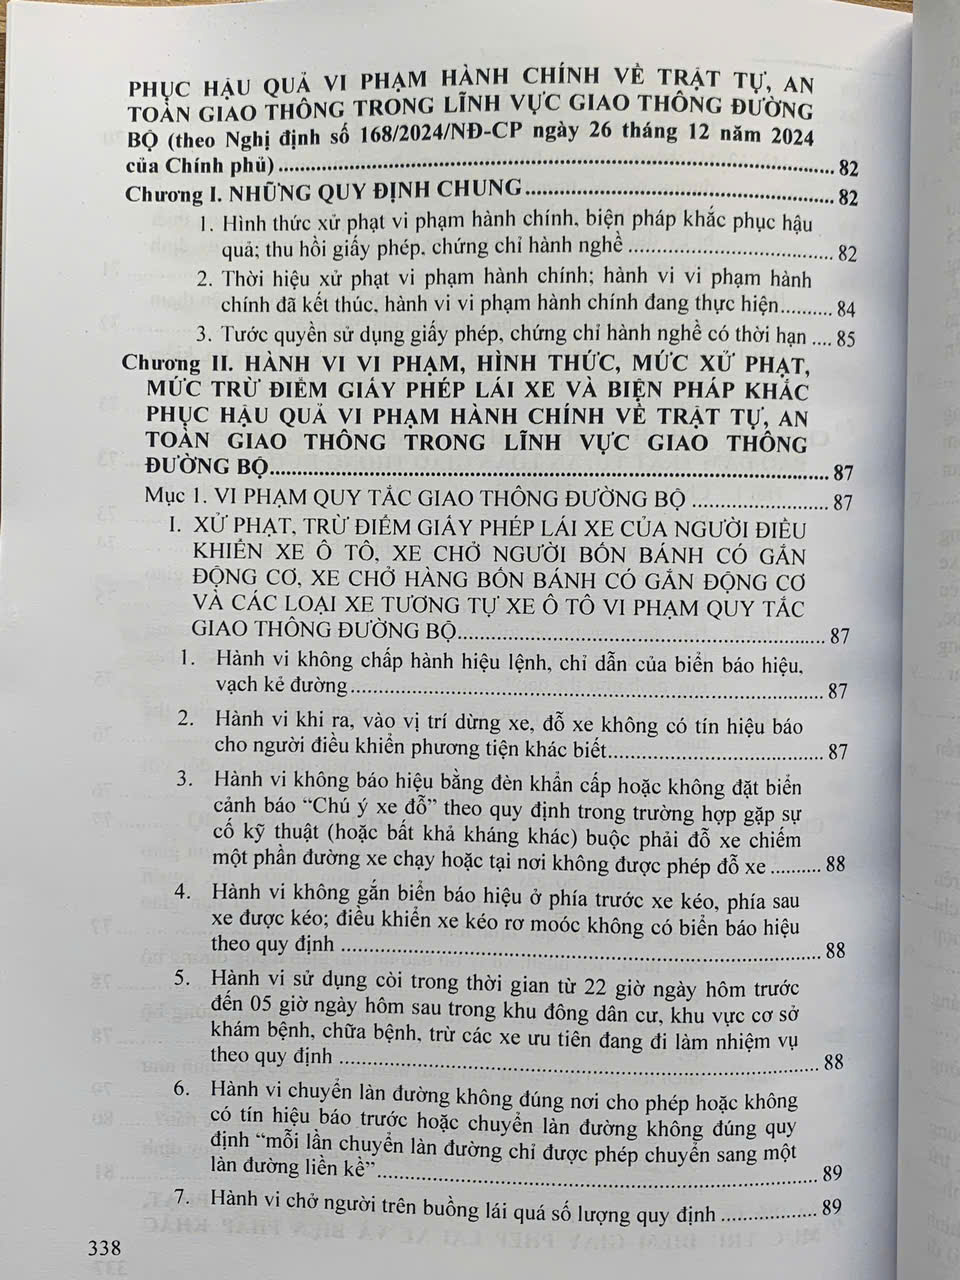 PHỤC HẬU QUẢ VI PHẠM HÀNH CHÍNH VỀ TRẬT TỰ, AN
TOÀN GIAO THÔNG TRONG LĨNH VỰC GIAO THÔNG ĐƯỜNG
BỘ (theo Nghị định số 168/2024/NĐ-CP ngày 26 tháng 12 năm 2024
của Chính phủ) ........ 82
Chương I. NHỮNG QUY ĐỊNH CHUNG ........ 82
1. Hình thức xử phạt vi phạm hành chính, biện pháp khắc phục hậu
quả; thu hồi giấy phép, chứng chỉ hành nghề ........ 82
2. Thời hiệu xử phạt vi phạm hành chính; hành vi vi phạm hành
chính đã kết thúc, hành vi vi phạm hành chính đang thực hiện ........ 84
3. Tước quyền sử dụng giấy phép, chứng chỉ hành nghề có thời hạn .... 85
Chương II. HÀNH VI VI PHẠM, HÌNH THỨC, MỨC XỬ PHẠT,
MỨC TRỪ ĐIỂM GIẤY PHÉP LÁI XE VÀ BIỆN PHÁP KHẮC
PHỤC HẬU QUẢ VI PHẠM HÀNH CHÍNH VỀ TRẬT TỰ, AN
TOÀN GIAO THÔNG TRONG LĨNH VỰC GIAO THÔNG
ĐƯỜNG BỘ ........ 87
Mục 1. VI PHẠM QUY TẮC GIAO THÔNG ĐƯỜNG BỘ ........ 87
I. XỬ PHẠT, TRỪ ĐIỂM GIẤY PHÉP LÁI XE CỦA NGƯỜI ĐIỀU
KHIỂN XE Ô TÔ, XE CHỞ NGƯỜI BỐN BÁNH CÓ GẮN
ĐỘNG CƠ, XE CHỞ HÀNG BỐN BÁNH CÓ GẮN ĐỘNG CƠ
VÀ CÁC LOẠI XE TƯƠNG TỰ XE Ô TÔ VI PHẠM QUY TẮC
GIAO THÔNG ĐƯỜNG BỘ ........ 87
1. Hành vi không chấp hành hiệu lệnh, chỉ dẫn của biển báo hiệu,
vạch kẻ đường ........ 87
2. Hành vi khi ra, vào vị trí dừng xe, đỗ xe không có tín hiệu báo
cho người điều khiển phương tiện khác biết ........ 87
3. Hành vi không báo hiệu bằng đèn khẩn cấp hoặc không đặt biển
cảnh báo “Chú ý xe đỗ” theo quy định trong trường hợp gặp sự
cố kỹ thuật (hoặc bất khả kháng khác) buộc phải đỗ xe chiếm
một phần đường xe chạy hoặc tại nơi không được phép đỗ xe ........ 88
4. Hành vi không gắn biển báo hiệu ở phía trước xe kéo, phía sau
xe được kéo; điều khiển xe kéo rơ moóc không có biển báo hiệu
theo quy định ........ 88
5. Hành vi sử dụng còi trong thời gian từ 22 giờ ngày hôm trước
đến 05 giờ ngày hôm sau trong khu đông dân cư, khu vực cơ sở
khám bệnh, chữa bệnh, trừ các xe ưu tiên đang đi làm nhiệm vụ
theo quy định ........ 88
6. Hành vi chuyển làn đường không đúng nơi cho phép hoặc không
có tín hiệu báo trước hoặc chuyển làn đường không đúng quy
định “mỗi lần chuyển làn đường chỉ được phép chuyển sang một
làn đường liền kề” ........ 89
7. Hành vi chở người trên buồng lái quá số lượng quy định ........ 89
338